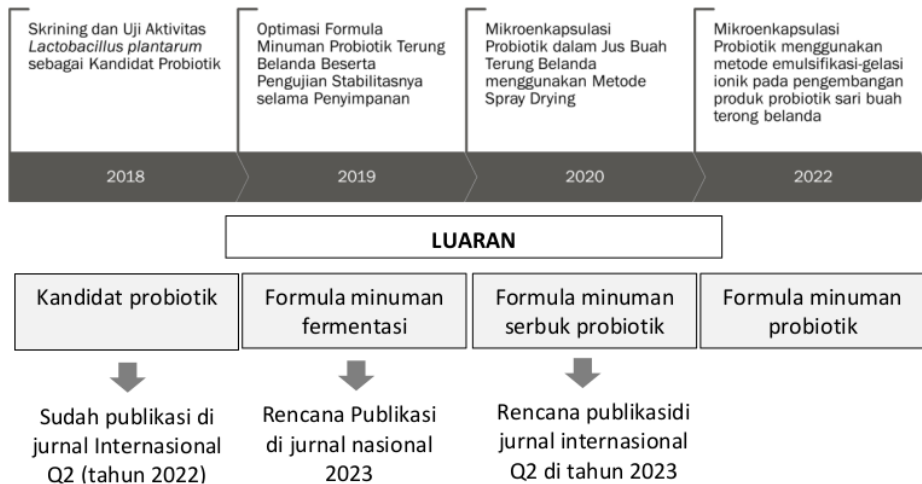 Skrining dan Uji Aktivitas
Lactobacillus plantarum
sebagai Kandidat Probiotik
Optimasi Formula
Minuman Probiotik Terung
Belanda Beserta
Pengujian Stabilitasnya
selama Penyimpanan
Mikroenkapsulasi
Probiotik dalam Jus Buah
Terung Belanda
menggunakan Metode
Spray Drying
Mikroenkapsulasi
Probiotik menggunakan
metode emulsifikasi-gelasi
ionik pada pengembangan
produk probiotik sari buah
terong belanda
2018
2019
2020
2022
LUARAN
Kandidat probiotik
Formula minuman
fermentasi
Formula minuman
serbuk probiotik
Formula minuman
probiotik
Sudah publikasi di
jurnal Internasional
Q2 (tahun 2022)
Rencana Publikasi
di jurnal nasional
2023
Rencana publikasidi
jurnal internasional
Q2 di tahun 2023